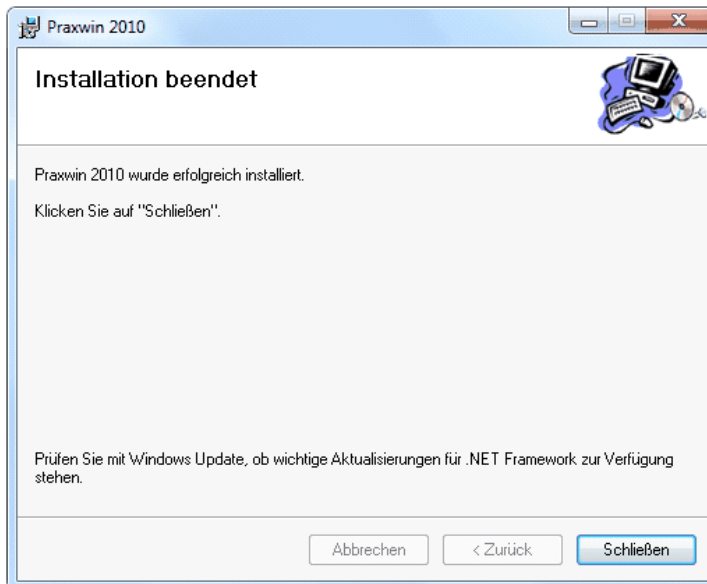 Praxwin 2010
Installation beendet
Praxwin 2010 wurde erfolgreich installiert.
Klicken Sie auf "Schließen".
Prüfen Sie mit Windows Update, ob wichtige Aktualisierungen für .NET Framework zur Verfügung
stehen.
Abbrechen
< Zurück
Schließen